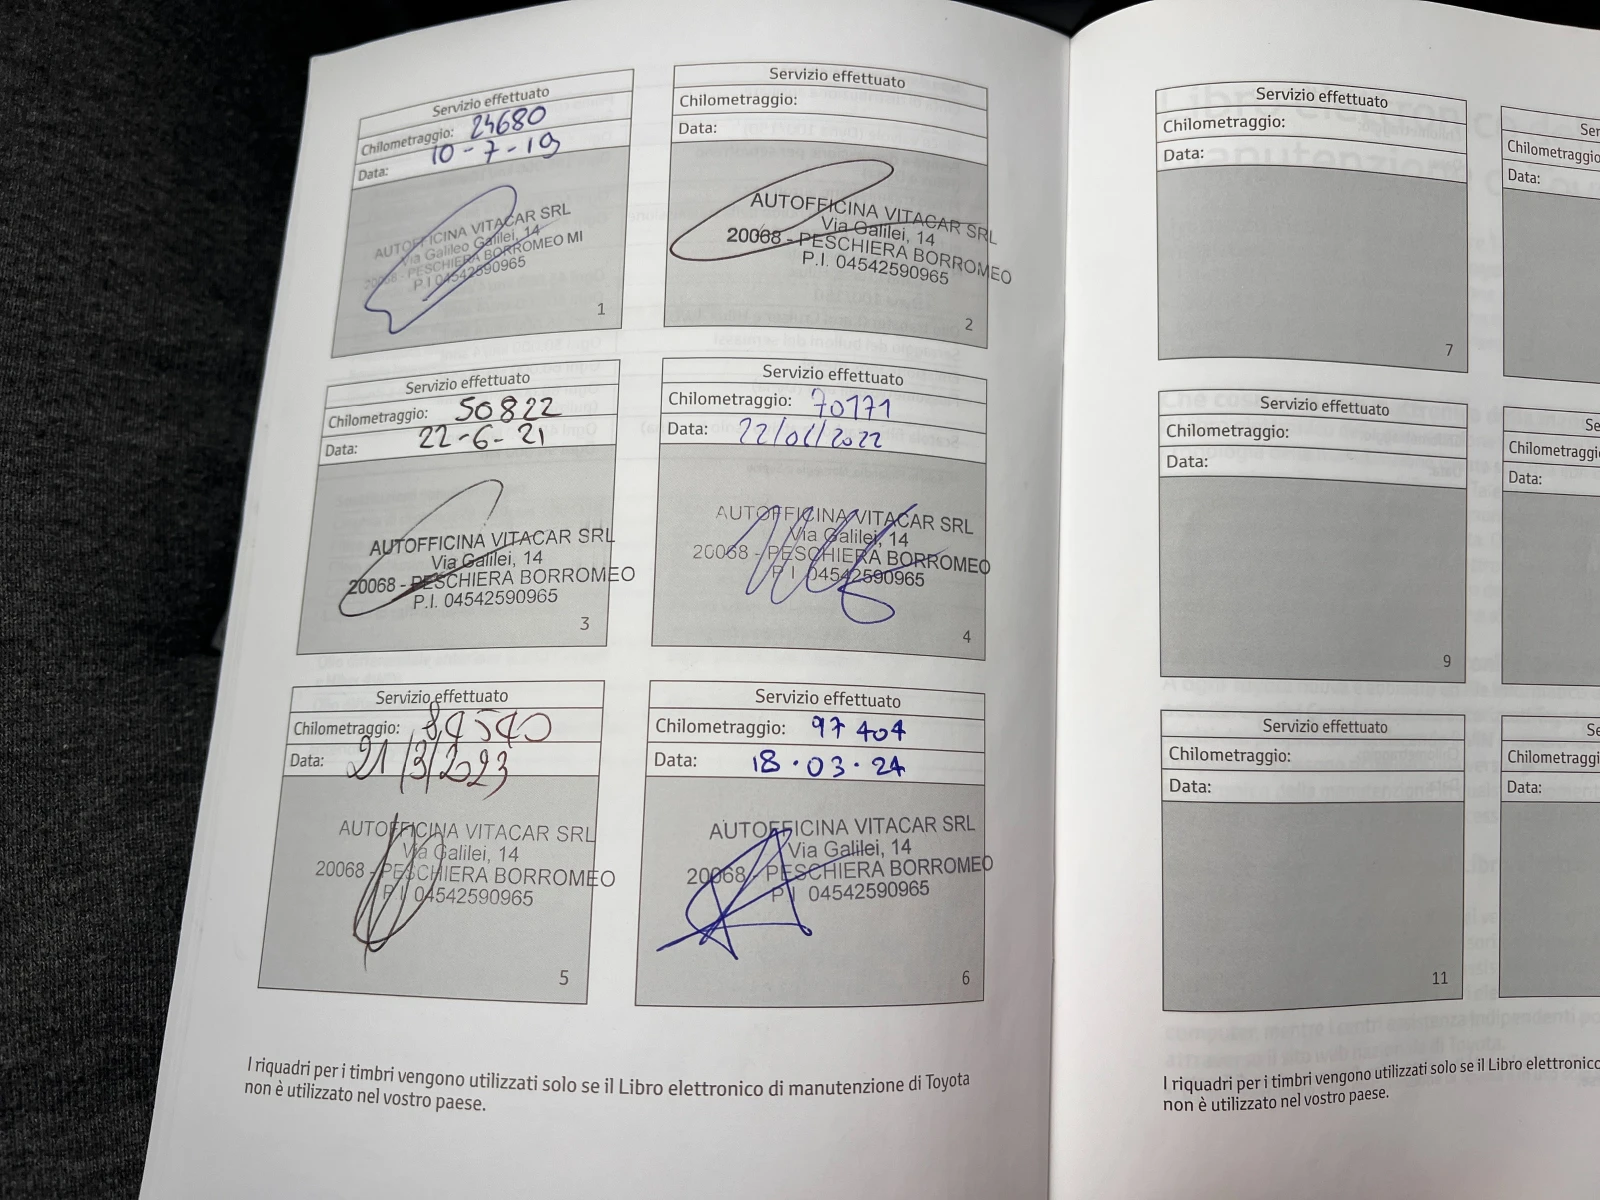 Servizio effettuato
Chilometraggio: 24680
Data: 10-7-19
AUTOFFICINA VITACAR SRL
Via Galileo Galilei, 14
20068 - PESCHIERA BORROMEO MI
P.I 04542590965
1
Servizio effettuato
Chilometraggio:
Data:
AUTOFFICINA VITACAR SRL
Via Galilei, 14
20068 - PESCHIERA BORROMEO
P.I. 04542590965
2
Servizio effettuato
Chilometraggio: 50822
Data: 22-6-21
AUTOFFICINA VITACAR SRL
Via Galilei, 14
20068 - PESCHIERA BORROMEO
P.I. 04542590965
3
Servizio effettuato
Chilometraggio: 70171
Data:
AUTOFFICINA VITACAR SRL
Via Galilei, 14
20068 - PESCHIERA BORROMEO
P.I. 04542590965
4
Servizio effettuato
Chilometraggio:
Data: 21/3/2023
AUTOFFICINA VITACAR SRL
Via Galilei, 14
20068 - PESCHIERA BORROMEO
P.I. 04542590965
5
Servizio effettuato
Chilometraggio: 97404
Data: 18.03.24
AUTOFFICINA VITACAR SRL
Via Galilei, 14
20068 - PESCHIERA BORROMEO
P.I. 04542590965
6
I riquadri per i timbri vengono utilizzati solo se il Libro elettronico di manutenzione di Toyota
non è utilizzato nel vostro paese.
Servizio effettuato
Chilometraggio:
Data:
7
Chilometraggio
Data:
Servizio effettuato
Chilometraggio:
Data:
9
Chilometraggi
Data:
Servizio effettuato
Chilometraggio:
Data:
11
Chilometraggi
Data:
I riquadri per i timbri vengono utilizzati solo se il Libro elettronico
non è utilizzato nel vostro paese.